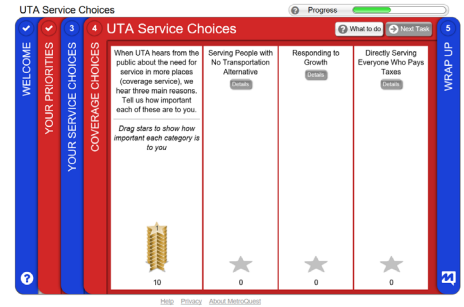 UTA Service Choices
Progress
UTA Service Choices
What to do
Next Task
WELCOME
YOUR PRIORITIES
3
YOUR SERVICE CHOICES
4
COVERAGE CHOICES
When UTA hears from the
public about the need for
service in more places
(coverage service), we
hear three main reasons.
Tell us how important
each of these are to you.
Drag stars to show how
important each category is
to you
10
Serving People with
No Transportation
Alternative
Details
0
Responding to
Growth
Details
0
Directly Serving
Everyone Who Pays
Taxes
Details
0
5
WRAP UP
Help Privacy About MetroQuest